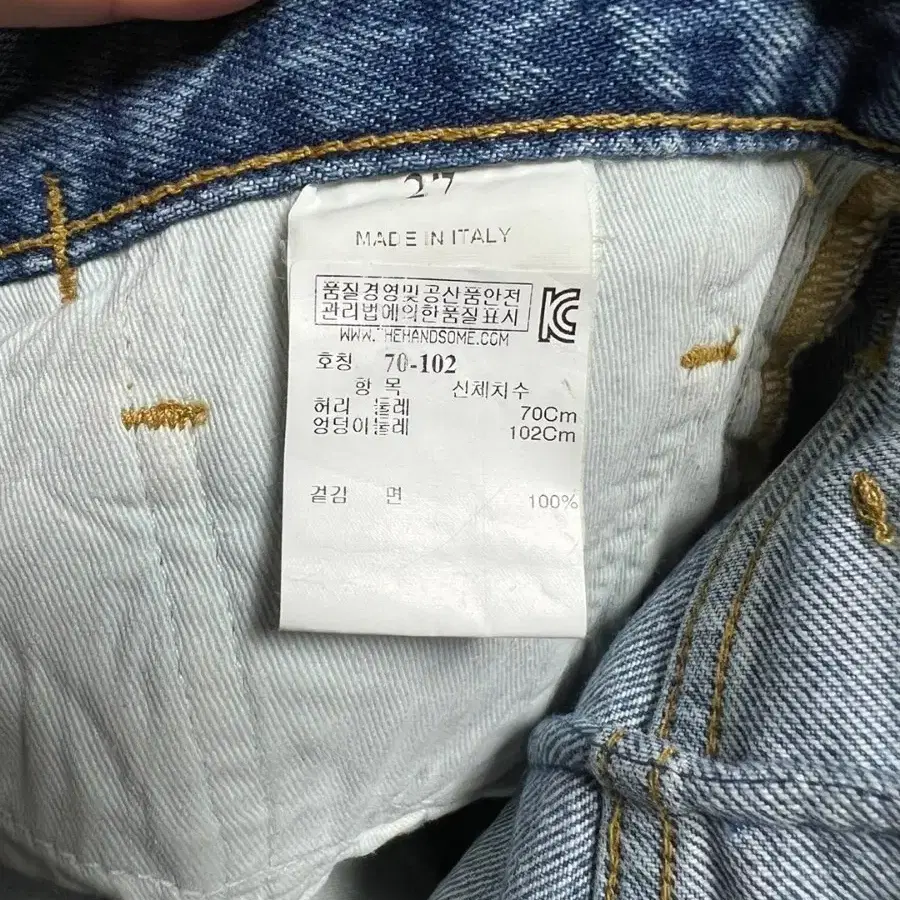 27
MADE IN ITALY
품질경영및공산품안전
관리법에의한품질표시
WWW.THEHANDSOME.COM
호칭 70-102
항 목 신체치수
허리 둘레 70Cm
엉덩이둘레 102Cm
겉감 면 100%